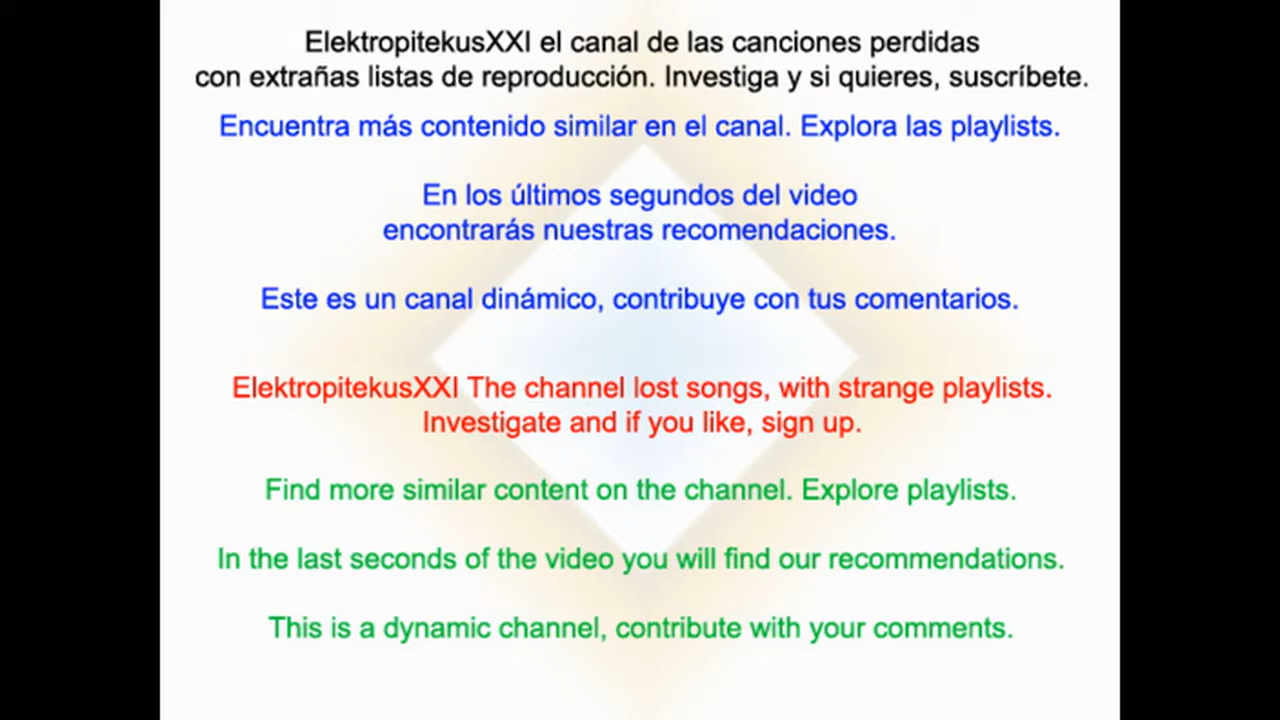 ElektropitekusXXI el canal de las canciones perdidas
con extrañas listas de reproducción. Investiga y si quieres, suscríbete.
Encuentra más contenido similar en el canal. Explora las playlists.
En los últimos segundos del video
encontrarás nuestras recomendaciones.
Este es un canal dinámico, contribuye con tus comentarios.
ElektropitekusXXI The channel lost songs, with strange playlists.
Investigate and if you like, sign up.
Find more similar content on the channel. Explore playlists.
In the last seconds of the video you will find our recommendations.
This is a dynamic channel, contribute with your comments.